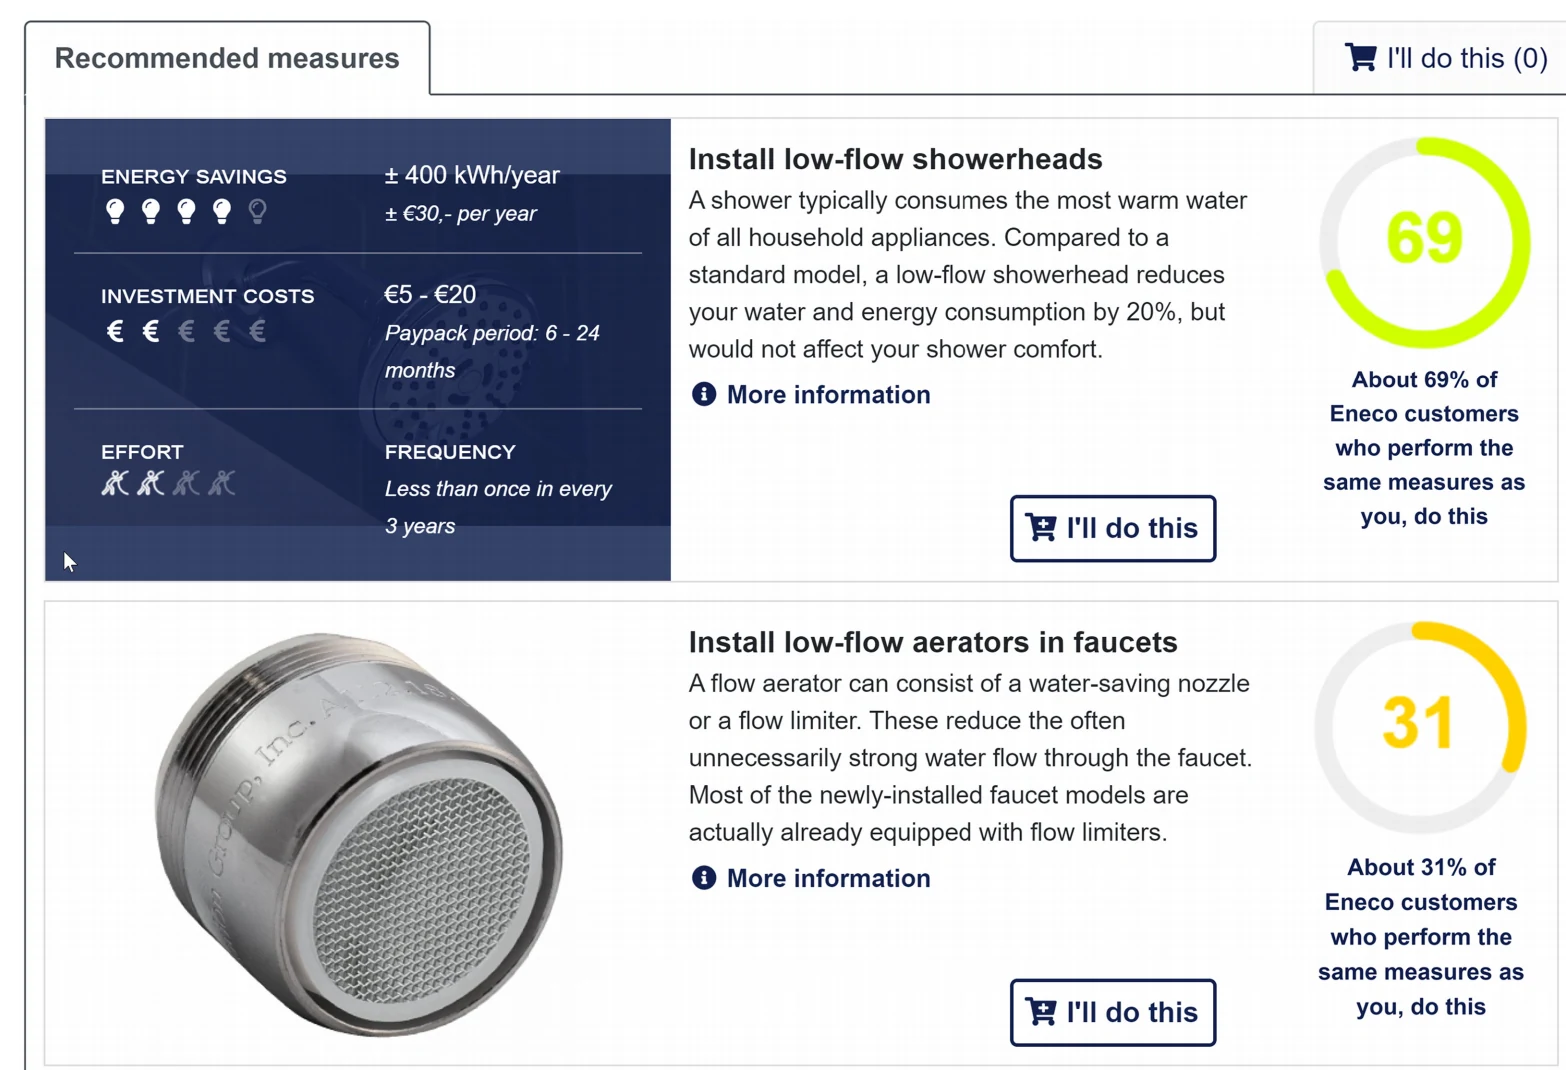 Recommended measures
I'll do this (0)
ENERGY SAVINGS
± 400 kWh/year
± €30,- per year
INVESTMENT COSTS
€ € € € €
€5 - €20
Paypack period: 6 - 24
months
EFFORT
FREQUENCY
Less than once in every
3 years
Install low-flow showerheads
A shower typically consumes the most warm water
of all household appliances. Compared to a
standard model, a low-flow showerhead reduces
your water and energy consumption by 20%, but
would not affect your shower comfort.
More information
I'll do this
69
About 69% of
Eneco customers
who perform the
same measures as
you, do this
Group, Inc.
Install low-flow aerators in faucets
A flow aerator can consist of a water-saving nozzle
or a flow limiter. These reduce the often
unnecessarily strong water flow through the faucet.
Most of the newly-installed faucet models are
actually already equipped with flow limiters.
More information
I'll do this
31
About 31% of
Eneco customers
who perform the
same measures as
you, do this